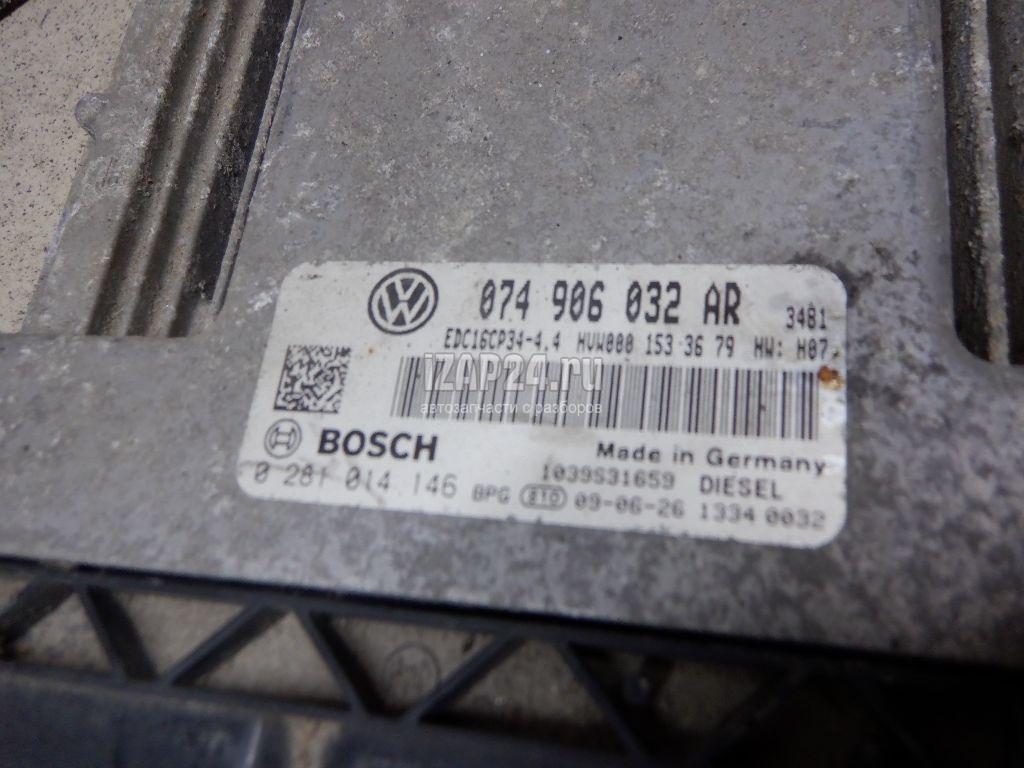 074 906 032 AR 3481
EDC16CP34-4.4 HVW000 153 36 79 HW: H07
iZAP24.ru
автозапчасти с разборов
BOSCH Made in Germany
0 281 014 146 1039S31659 DIESEL
BPG 09-06-26 1334 0032